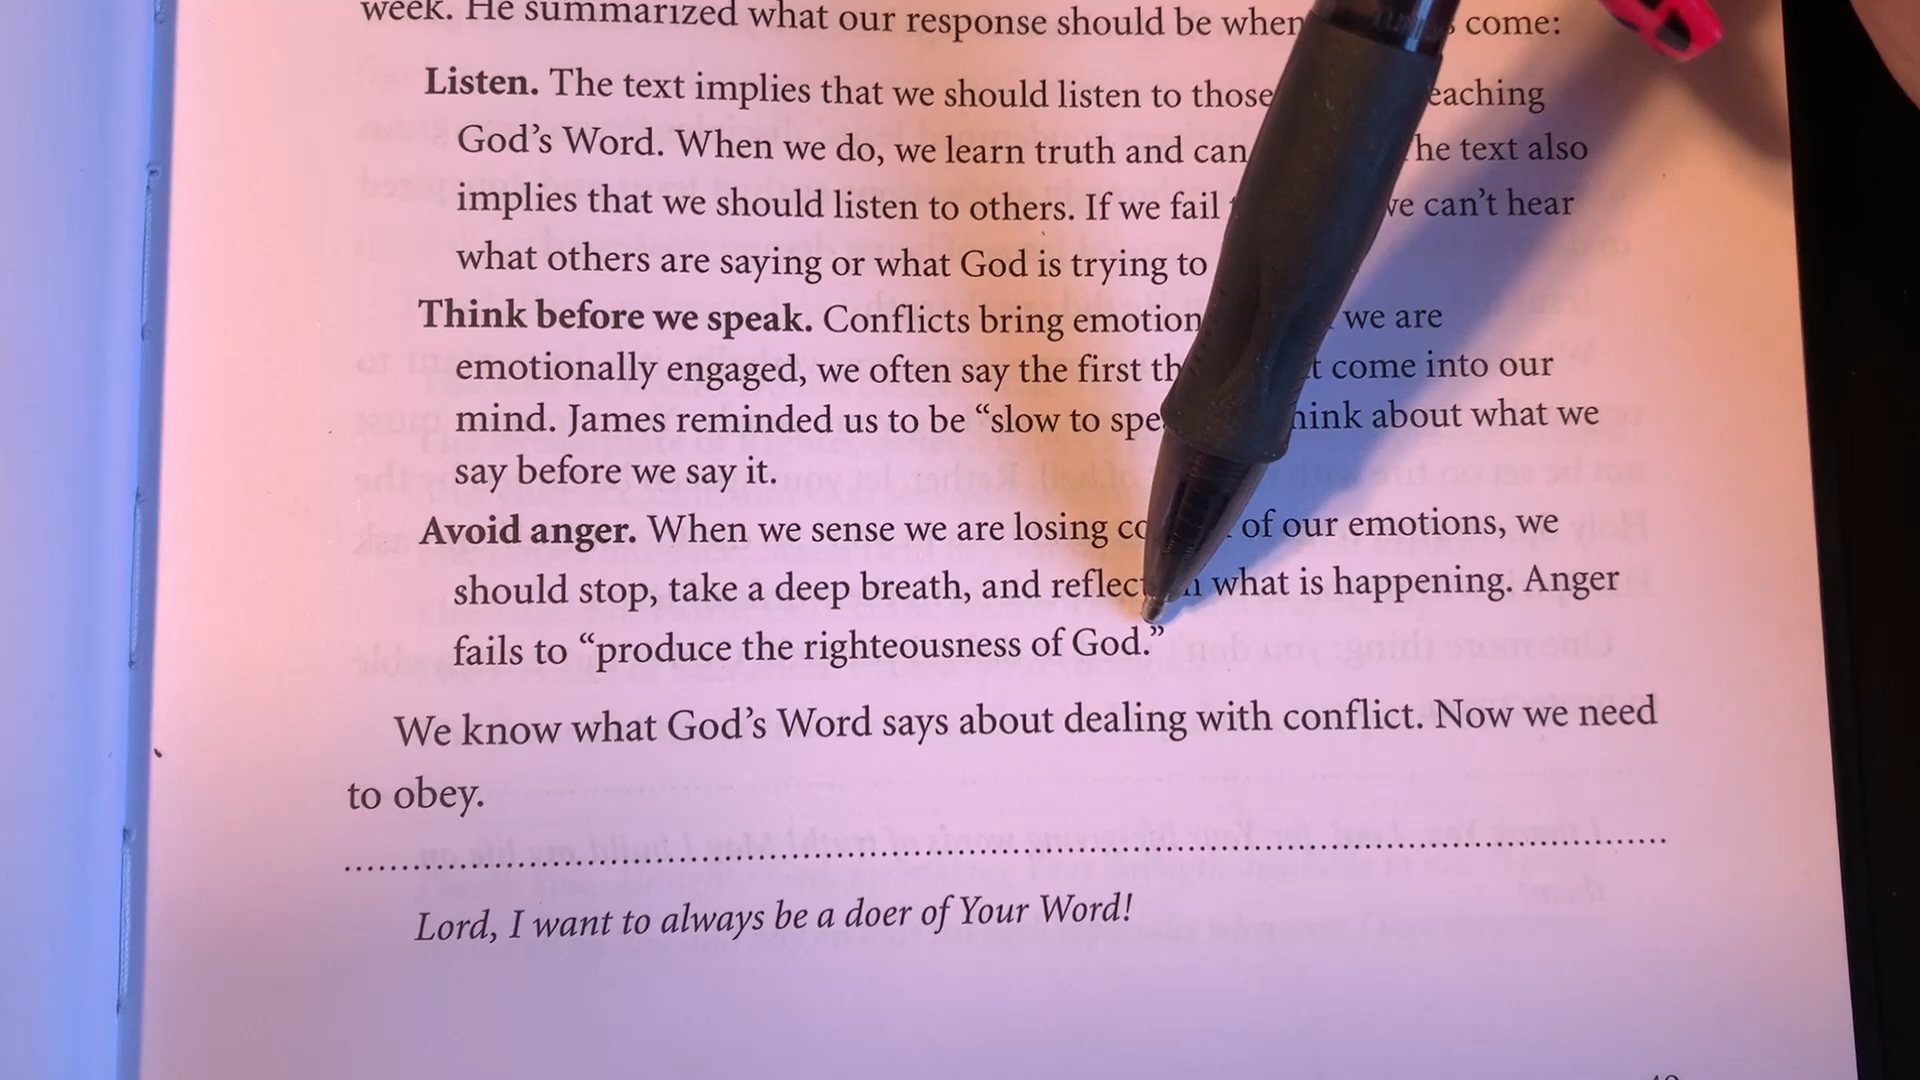 week. He summarized what our response should be when come:
Listen. The text implies that we should listen to those
God's Word. When we do, we learn truth and can text also
implies that we should listen to others. If we fail can't hear
what others are saying or what God is trying to
Think before we speak. Conflicts bring we are
emotionally engaged, we often say the first come into our
mind. James reminded us to be “slow to about what we
say before we say it.
Avoid anger. When we sense we are losing of our emotions, we
should stop, take a deep breath, and what is happening. Anger
fails to “produce the righteousness of God.”
We know what God's Word says about dealing with conflict. Now we need
to obey.
Lord, I want to always be a doer of Your Word!